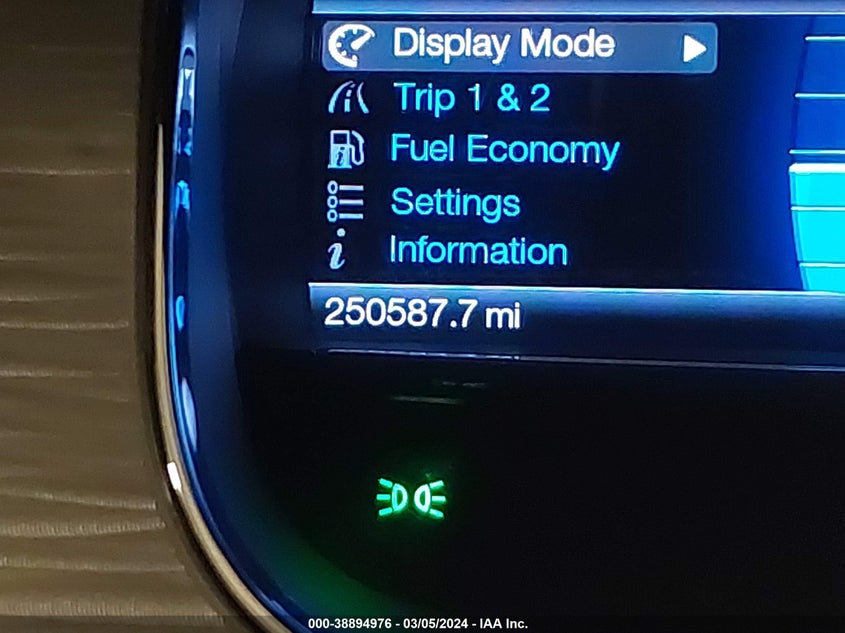 Display Mode
Trip 1 & 2
Fuel Economy
Settings
Information
250587.7 mi
000-38894976 - 03/05/2024 - IAA Inc.